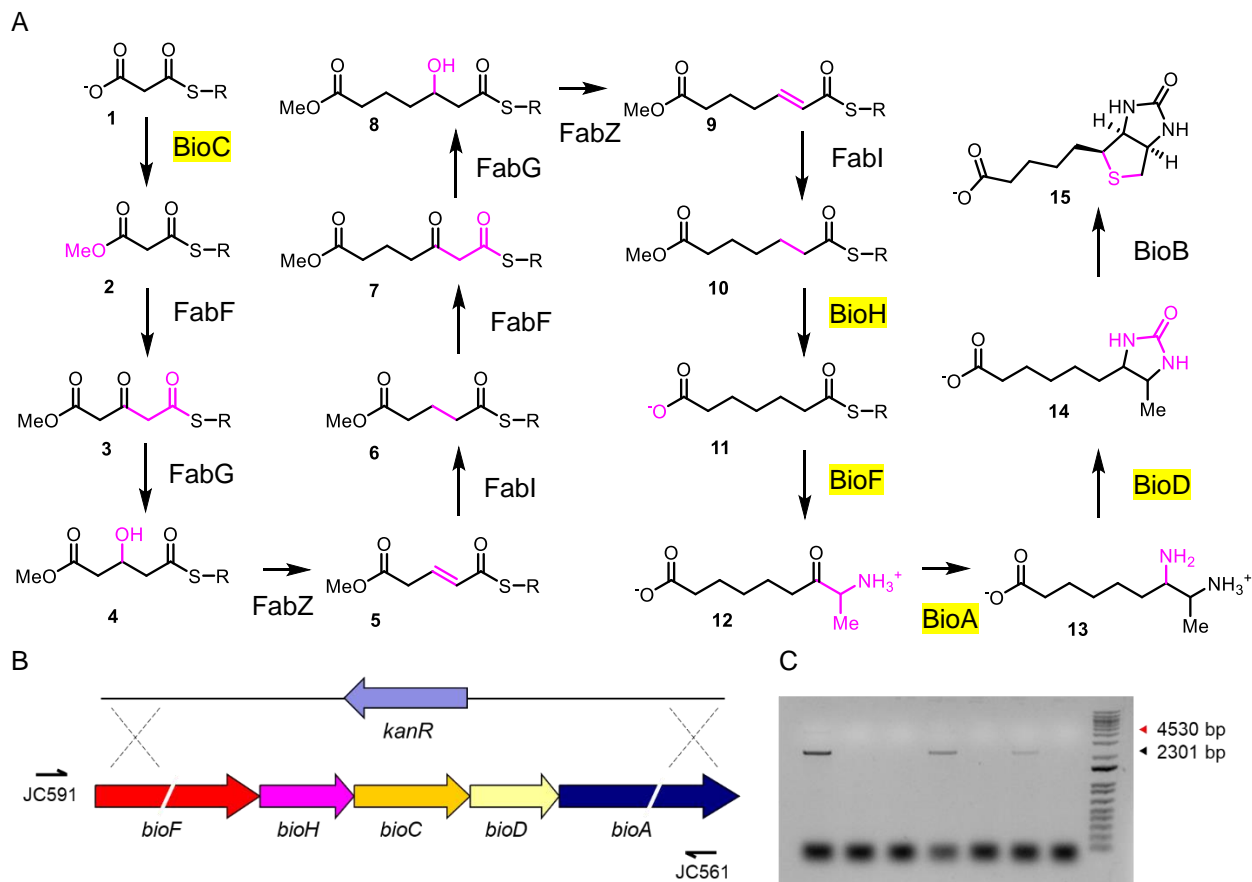 A
O O
⁻O S–R
1
BioC
O O
MeO S–R
2
FabF
O O O
MeO S–R
3
FabG
O OH O
MeO S–R
4
FabZ
O O
MeO S–R
5
FabI
O O
MeO S–R
6
FabF
O O O
MeO S–R
7
FabG
O OH O
MeO S–R
8
FabZ
O O
MeO S–R
9
FabI
O O
MeO S–R
10
BioH
O O
⁻O S–R
11
BioF
O O
⁻O NH₃⁺
Me
12
BioA
O NH₂
⁻O NH₃⁺
Me
13
BioD
O
HN NH
O
⁻O Me
14
BioB
O
HN NH
H H
O
⁻O S
15
B
kanR
JC591
bioF bioH bioC bioD bioA
JC561
C
4530 bp
2301 bp